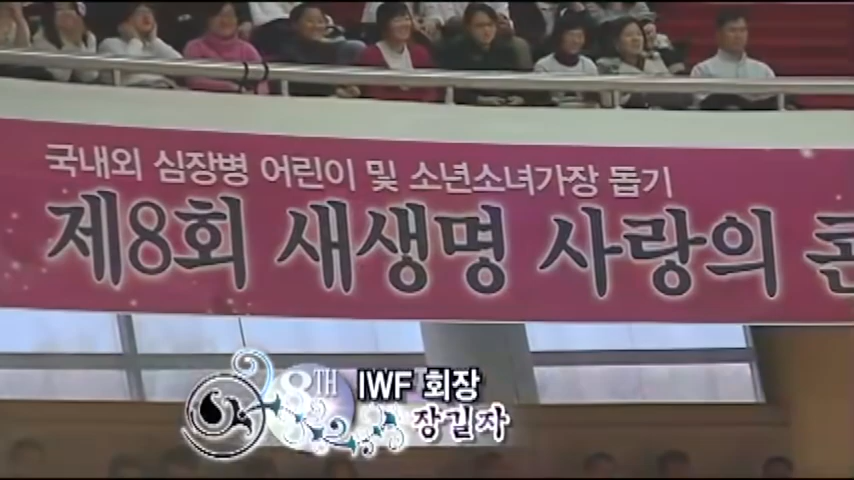 국내외 심장병 어린이 및 소년소녀가장 돕기
제8회 새생명 사랑의 콘
8TH IWF 회장
장길자